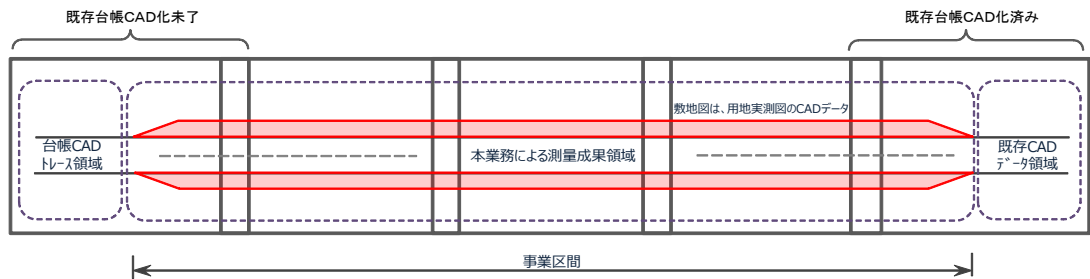 既存台帳CAD化未了
既存台帳CAD化済み
敷地図は、用地実測図のCADデータ
台帳CAD
トレース領域
本業務による測量成果領域
既存CAD
データ領域
事業区間